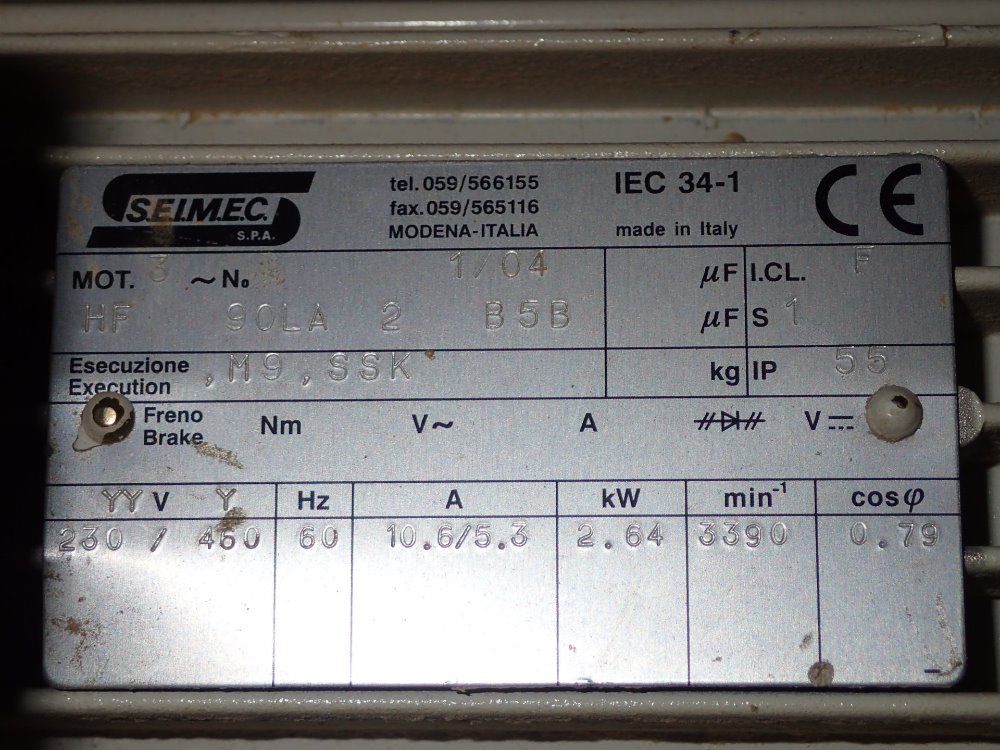 S.E.I.M.EC.
S.P.A.
tel. 059/566155
fax. 059/565116
MODENA-ITALIA
IEC 34-1
made in Italy
CE
MOT. 3 ~ No 1/04 µF I.CL. F
HF 90LA 2 B5B µF S 1
Esecuzione
Execution ,M9,SSK kg IP 55
Freno
Brake Nm V~ A V
YY V Y Hz A kW min-1 cosφ
230 / 460 60 10.6/5.3 2.64 3390 0.79